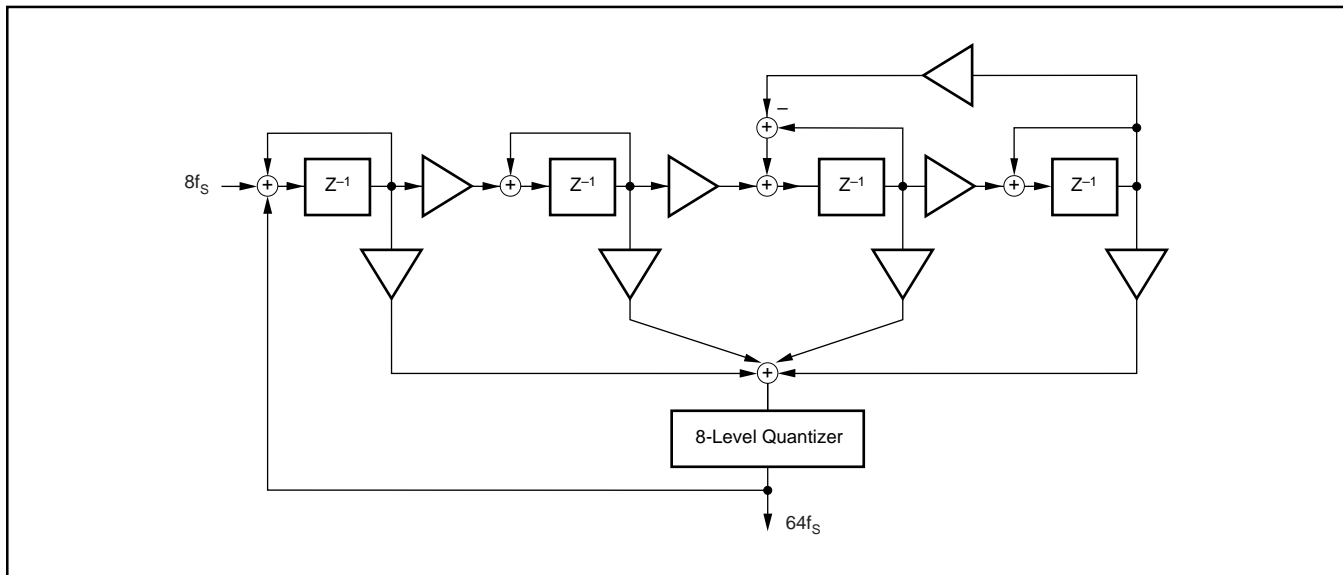 –
+
8f_S
+
Z⁻¹
+
Z⁻¹
+
Z⁻¹
+
Z⁻¹
+
8-Level Quantizer
64f_S